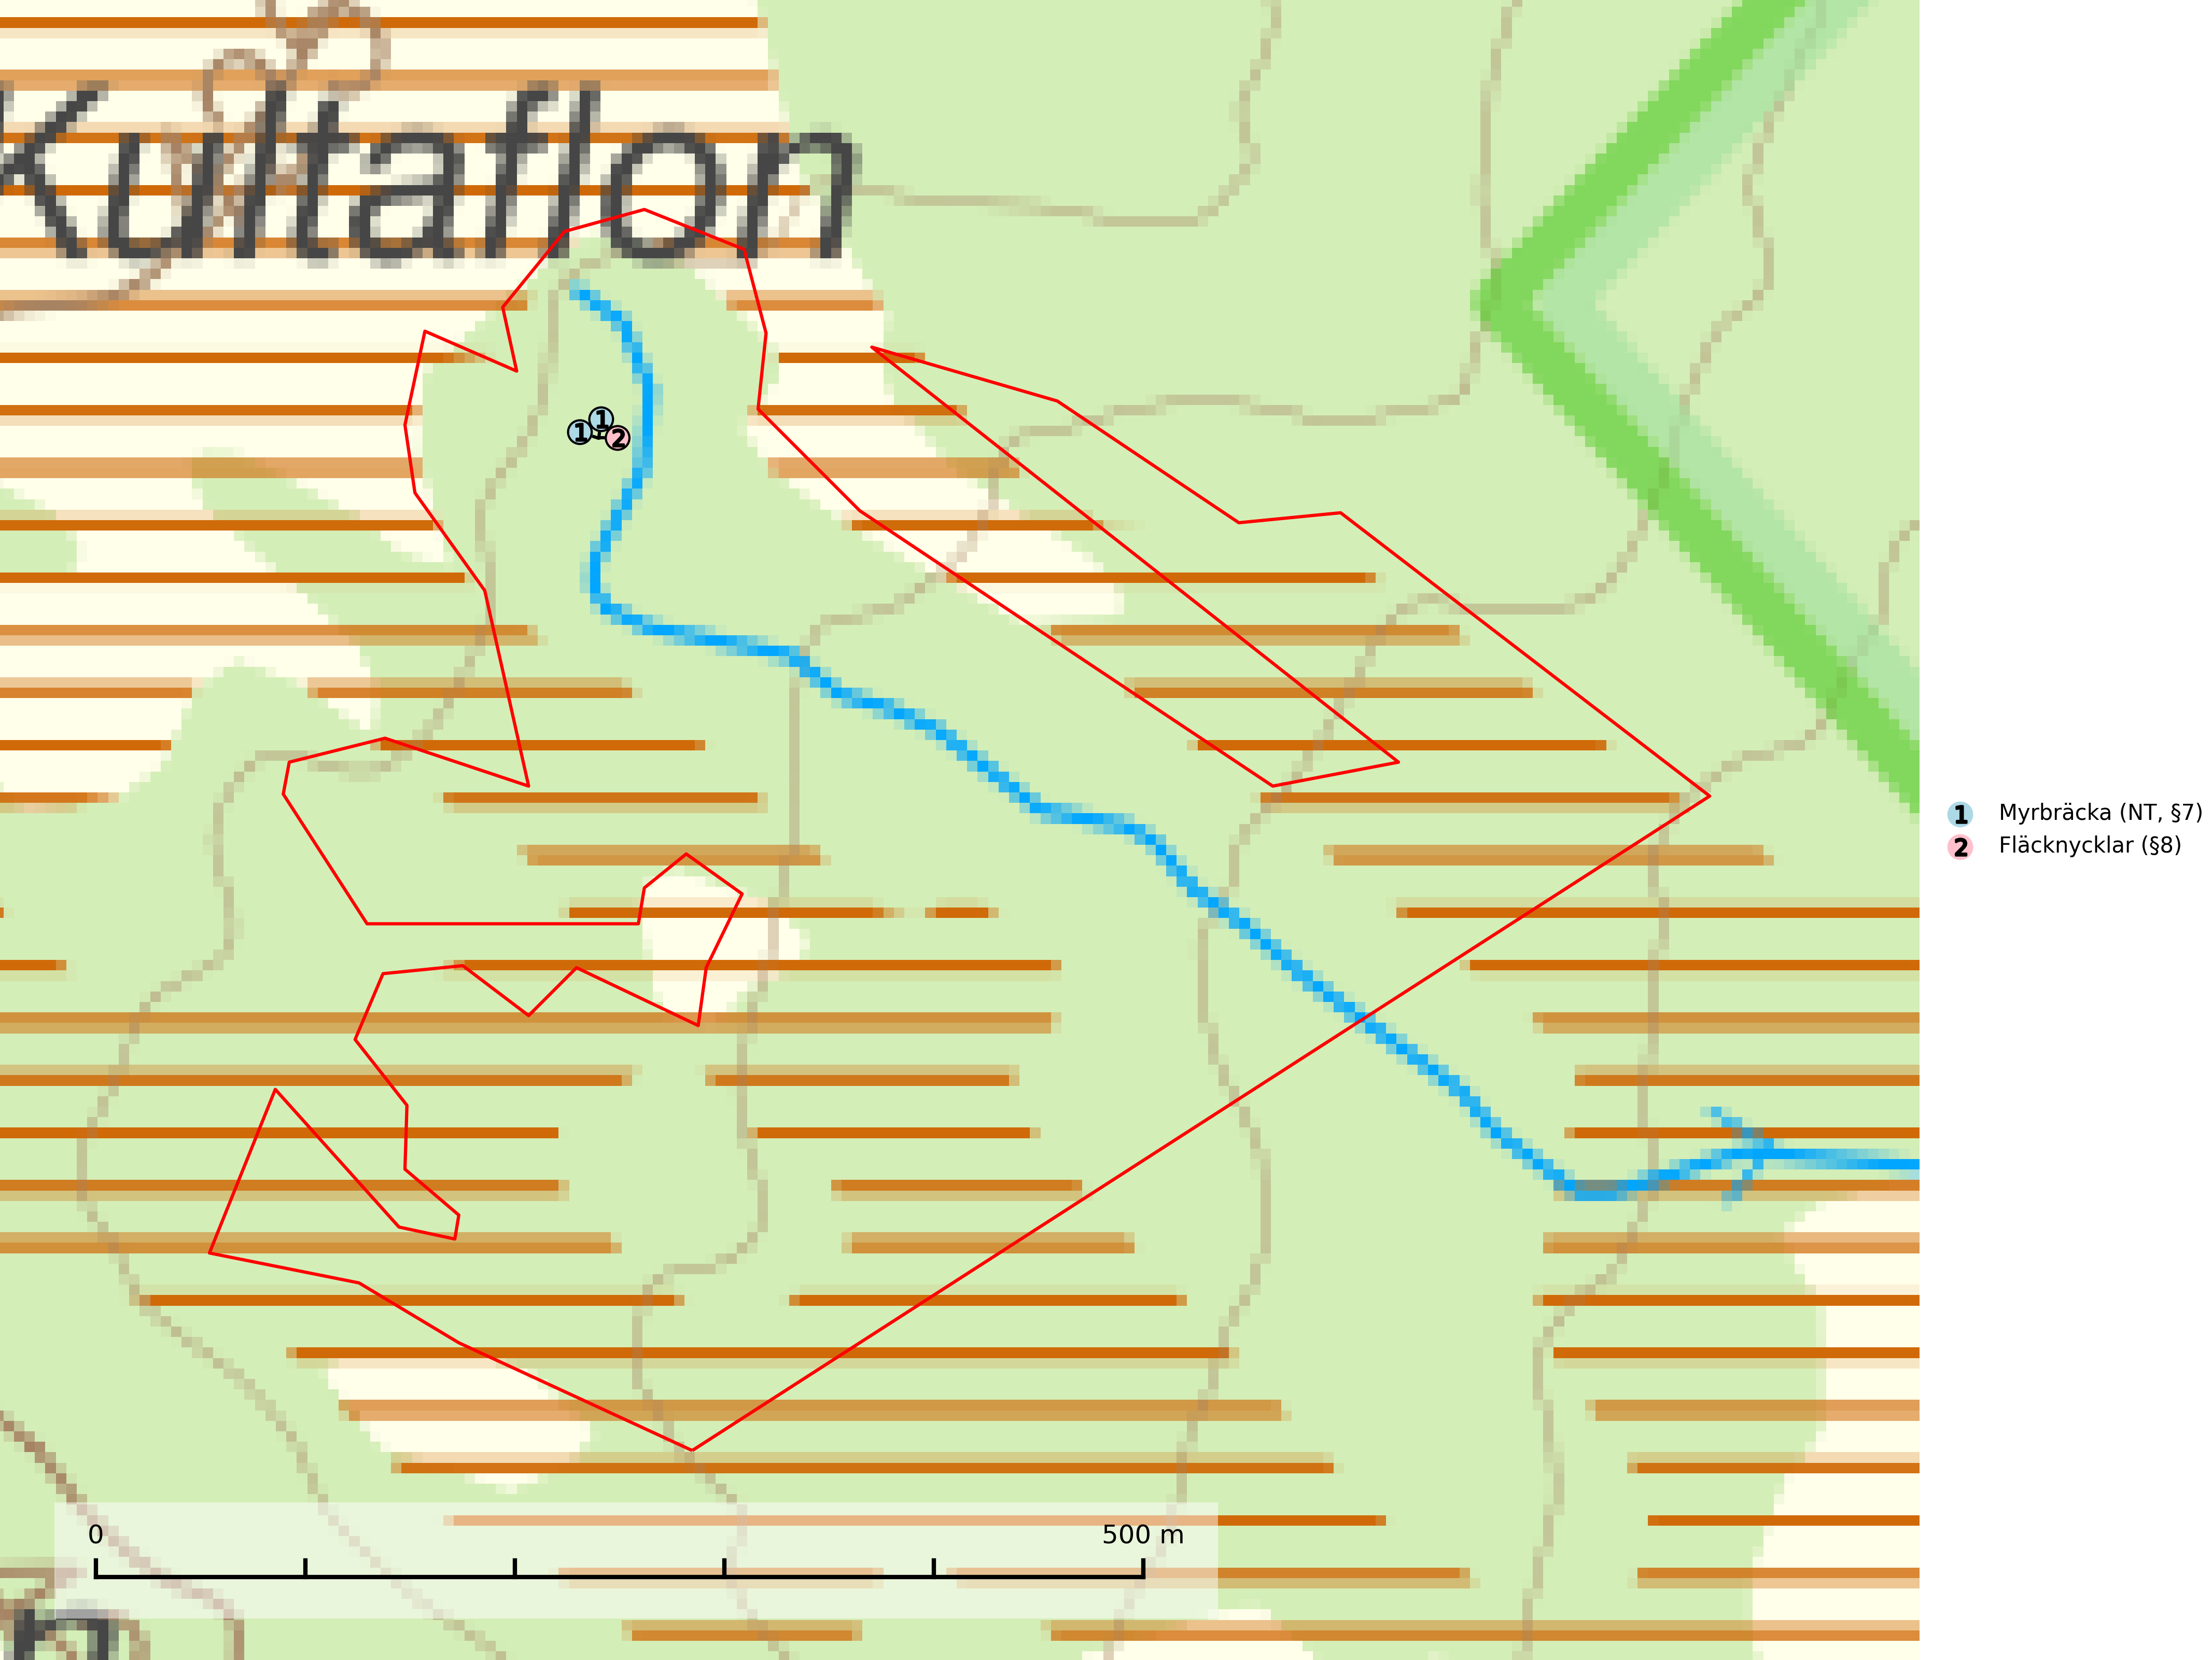 Kultaflon
1
1
2
1 Myrbräcka (NT, §7)
2 Fläcknycklar (§8)
0 500 m